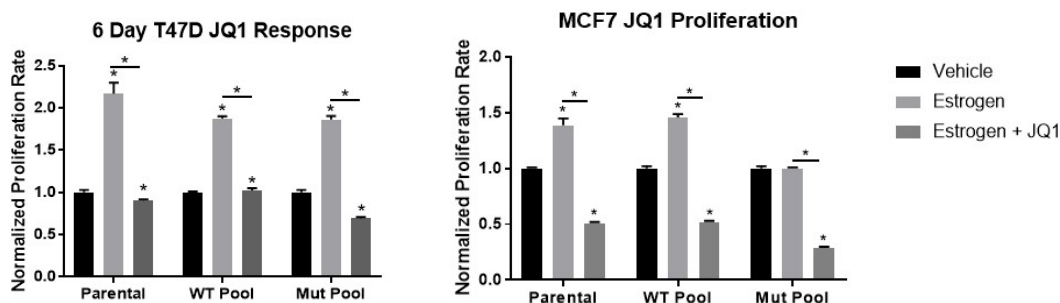 6 Day T47D JQ1 Response
Normalized Proliferation Rate
2.5
2.0
1.5
1.0
0.5
0.0
* * * * * * * * *
Parental WT Pool Mut Pool
MCF7 JQ1 Proliferation
Normalized Proliferation Rate
2.0
1.5
1.0
0.5
0.0
* * * * * * * *
Parental WT Pool Mut Pool
Vehicle
Estrogen
Estrogen + JQ1